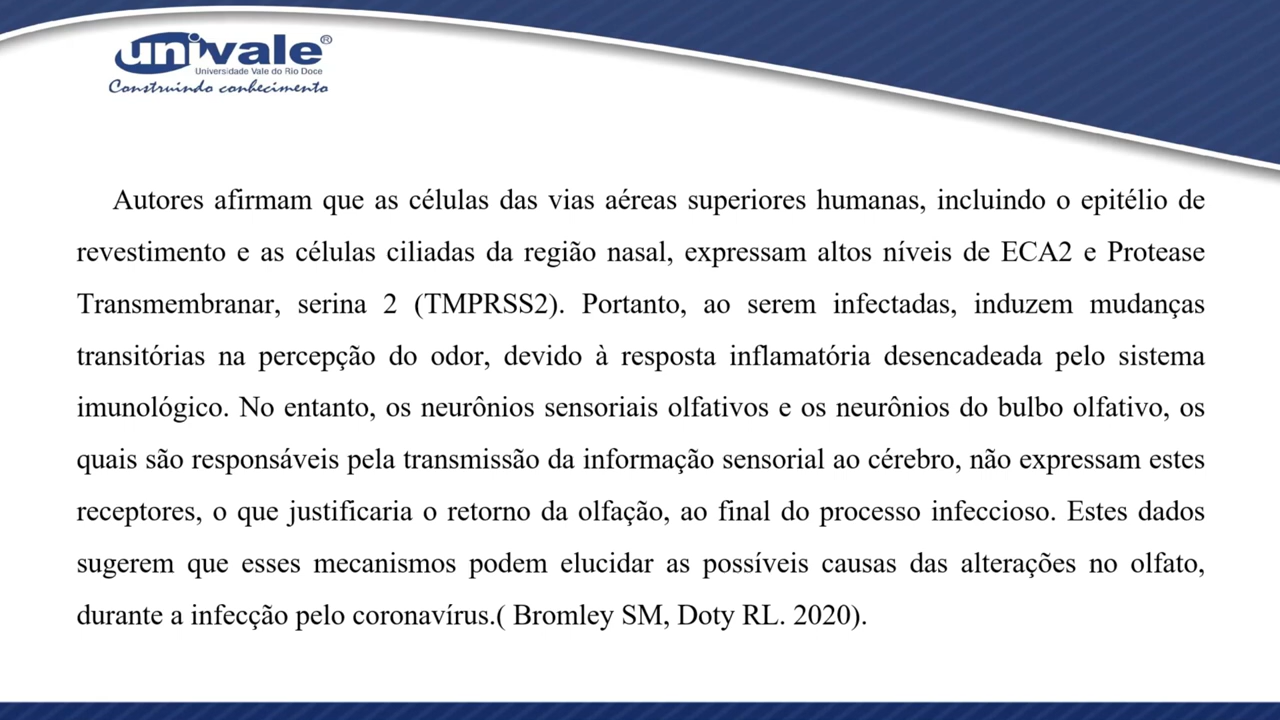 univale®
Universidade Vale do Rio Doce
Construindo conhecimento
Autores afirmam que as células das vias aéreas superiores humanas, incluindo o epitélio de
revestimento e as células ciliadas da região nasal, expressam altos níveis de ECA2 e Protease
Transmembranar, serina 2 (TMPRSS2). Portanto, ao serem infectadas, induzem mudanças
transitórias na percepção do odor, devido à resposta inflamatória desencadeada pelo sistema
imunológico. No entanto, os neurônios sensoriais olfativos e os neurônios do bulbo olfativo, os
quais são responsáveis pela transmissão da informação sensorial ao cérebro, não expressam estes
receptores, o que justificaria o retorno da olfação, ao final do processo infeccioso. Estes dados
sugerem que esses mecanismos podem elucidar as possíveis causas das alterações no olfato,
durante a infecção pelo coronavírus.( Bromley SM, Doty RL. 2020).